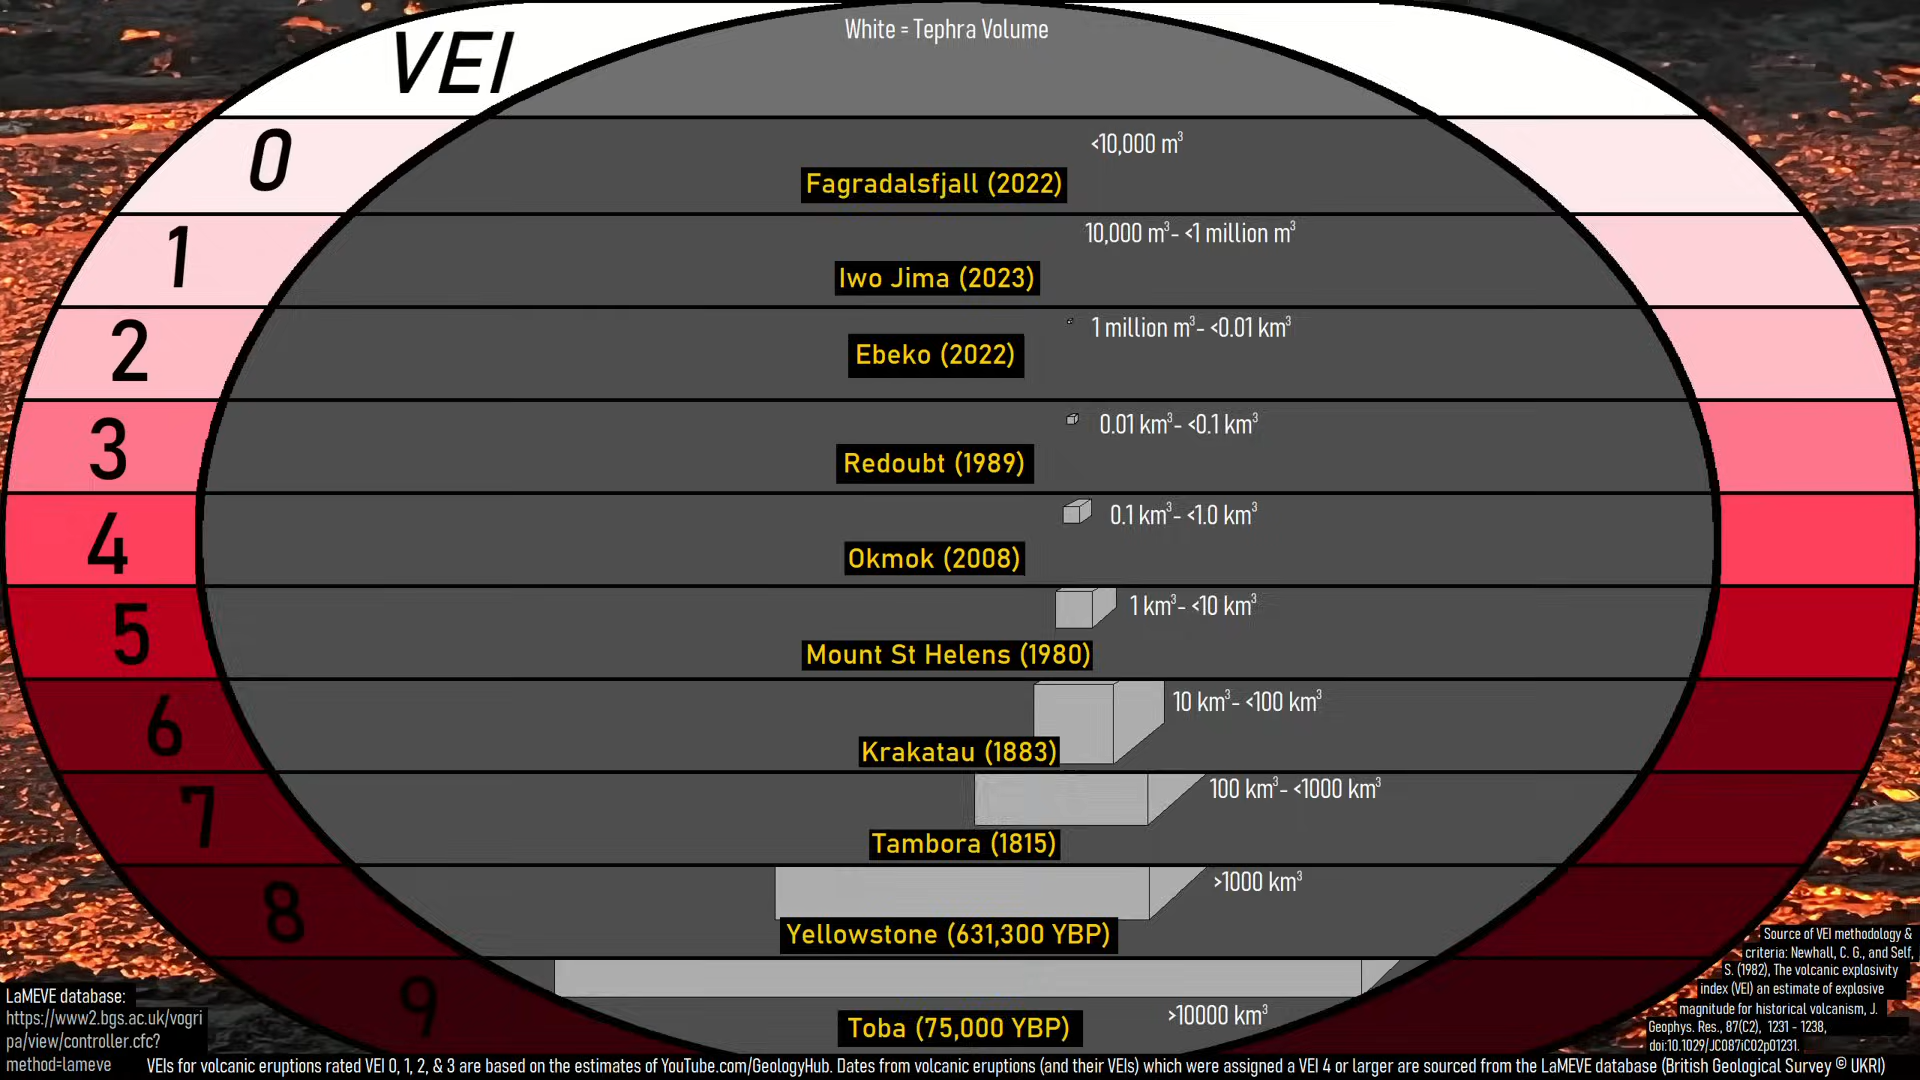 White = Tephra Volume
VEI
0
<10,000 m³
Fagradalsfjall (2022)
1
10,000 m³- <1 million m³
Iwo Jima (2023)
2
1 million m³- <0.01 km³
Ebeko (2022)
3
0.01 km³- <0.1 km³
Redoubt (1989)
4
0.1 km³- <1.0 km³
Okmok (2008)
5
1 km³- <10 km³
Mount St Helens (1980)
6
10 km³- <100 km³
Krakatau (1883)
7
100 km³- <1000 km³
Tambora (1815)
8
>1000 km³
Yellowstone (631,300 YBP)
9
>10000 km³
Toba (75,000 YBP)
Source of VEI methodology &
criteria: Newhall, C. G., and Self,
S. (1982), The volcanic explosivity
index (VEI) an estimate of explosive
magnitude for historical volcanism, J.
Geophys. Res., 87(C2), 1231 - 1238,
doi:10.1029/JC087iC02p01231.
LaMEVE database:
https://www2.bgs.ac.uk/vogri
pa/view/controller.cfc?
method=lameve
VEIs for volcanic eruptions rated VEI 0, 1, 2, & 3 are based on the estimates of YouTube.com/GeologyHub. Dates from volcanic eruptions (and their VEIs) which were assigned a VEI 4 or larger are sourced from the LaMEVE database (British Geological Survey © UKRI)